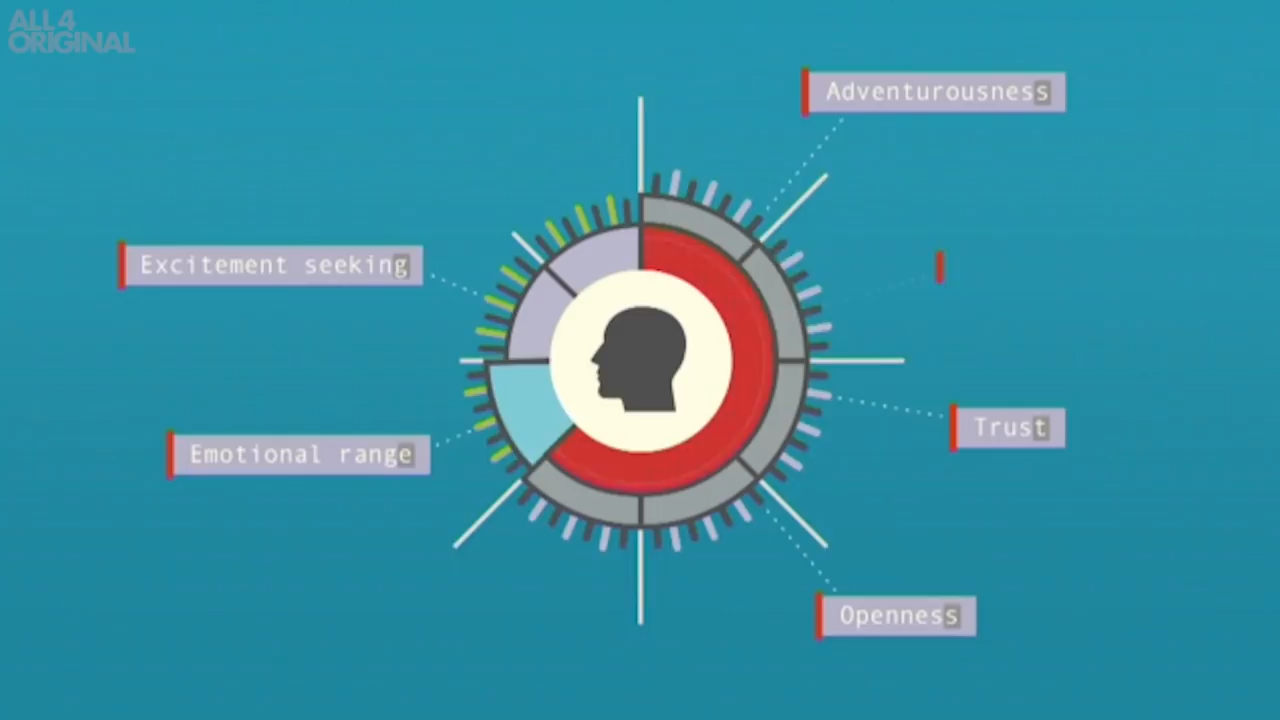 ALL 4
ORIGINAL
Adventurousness
Excitement seeking
Trust
Emotional range
Openness